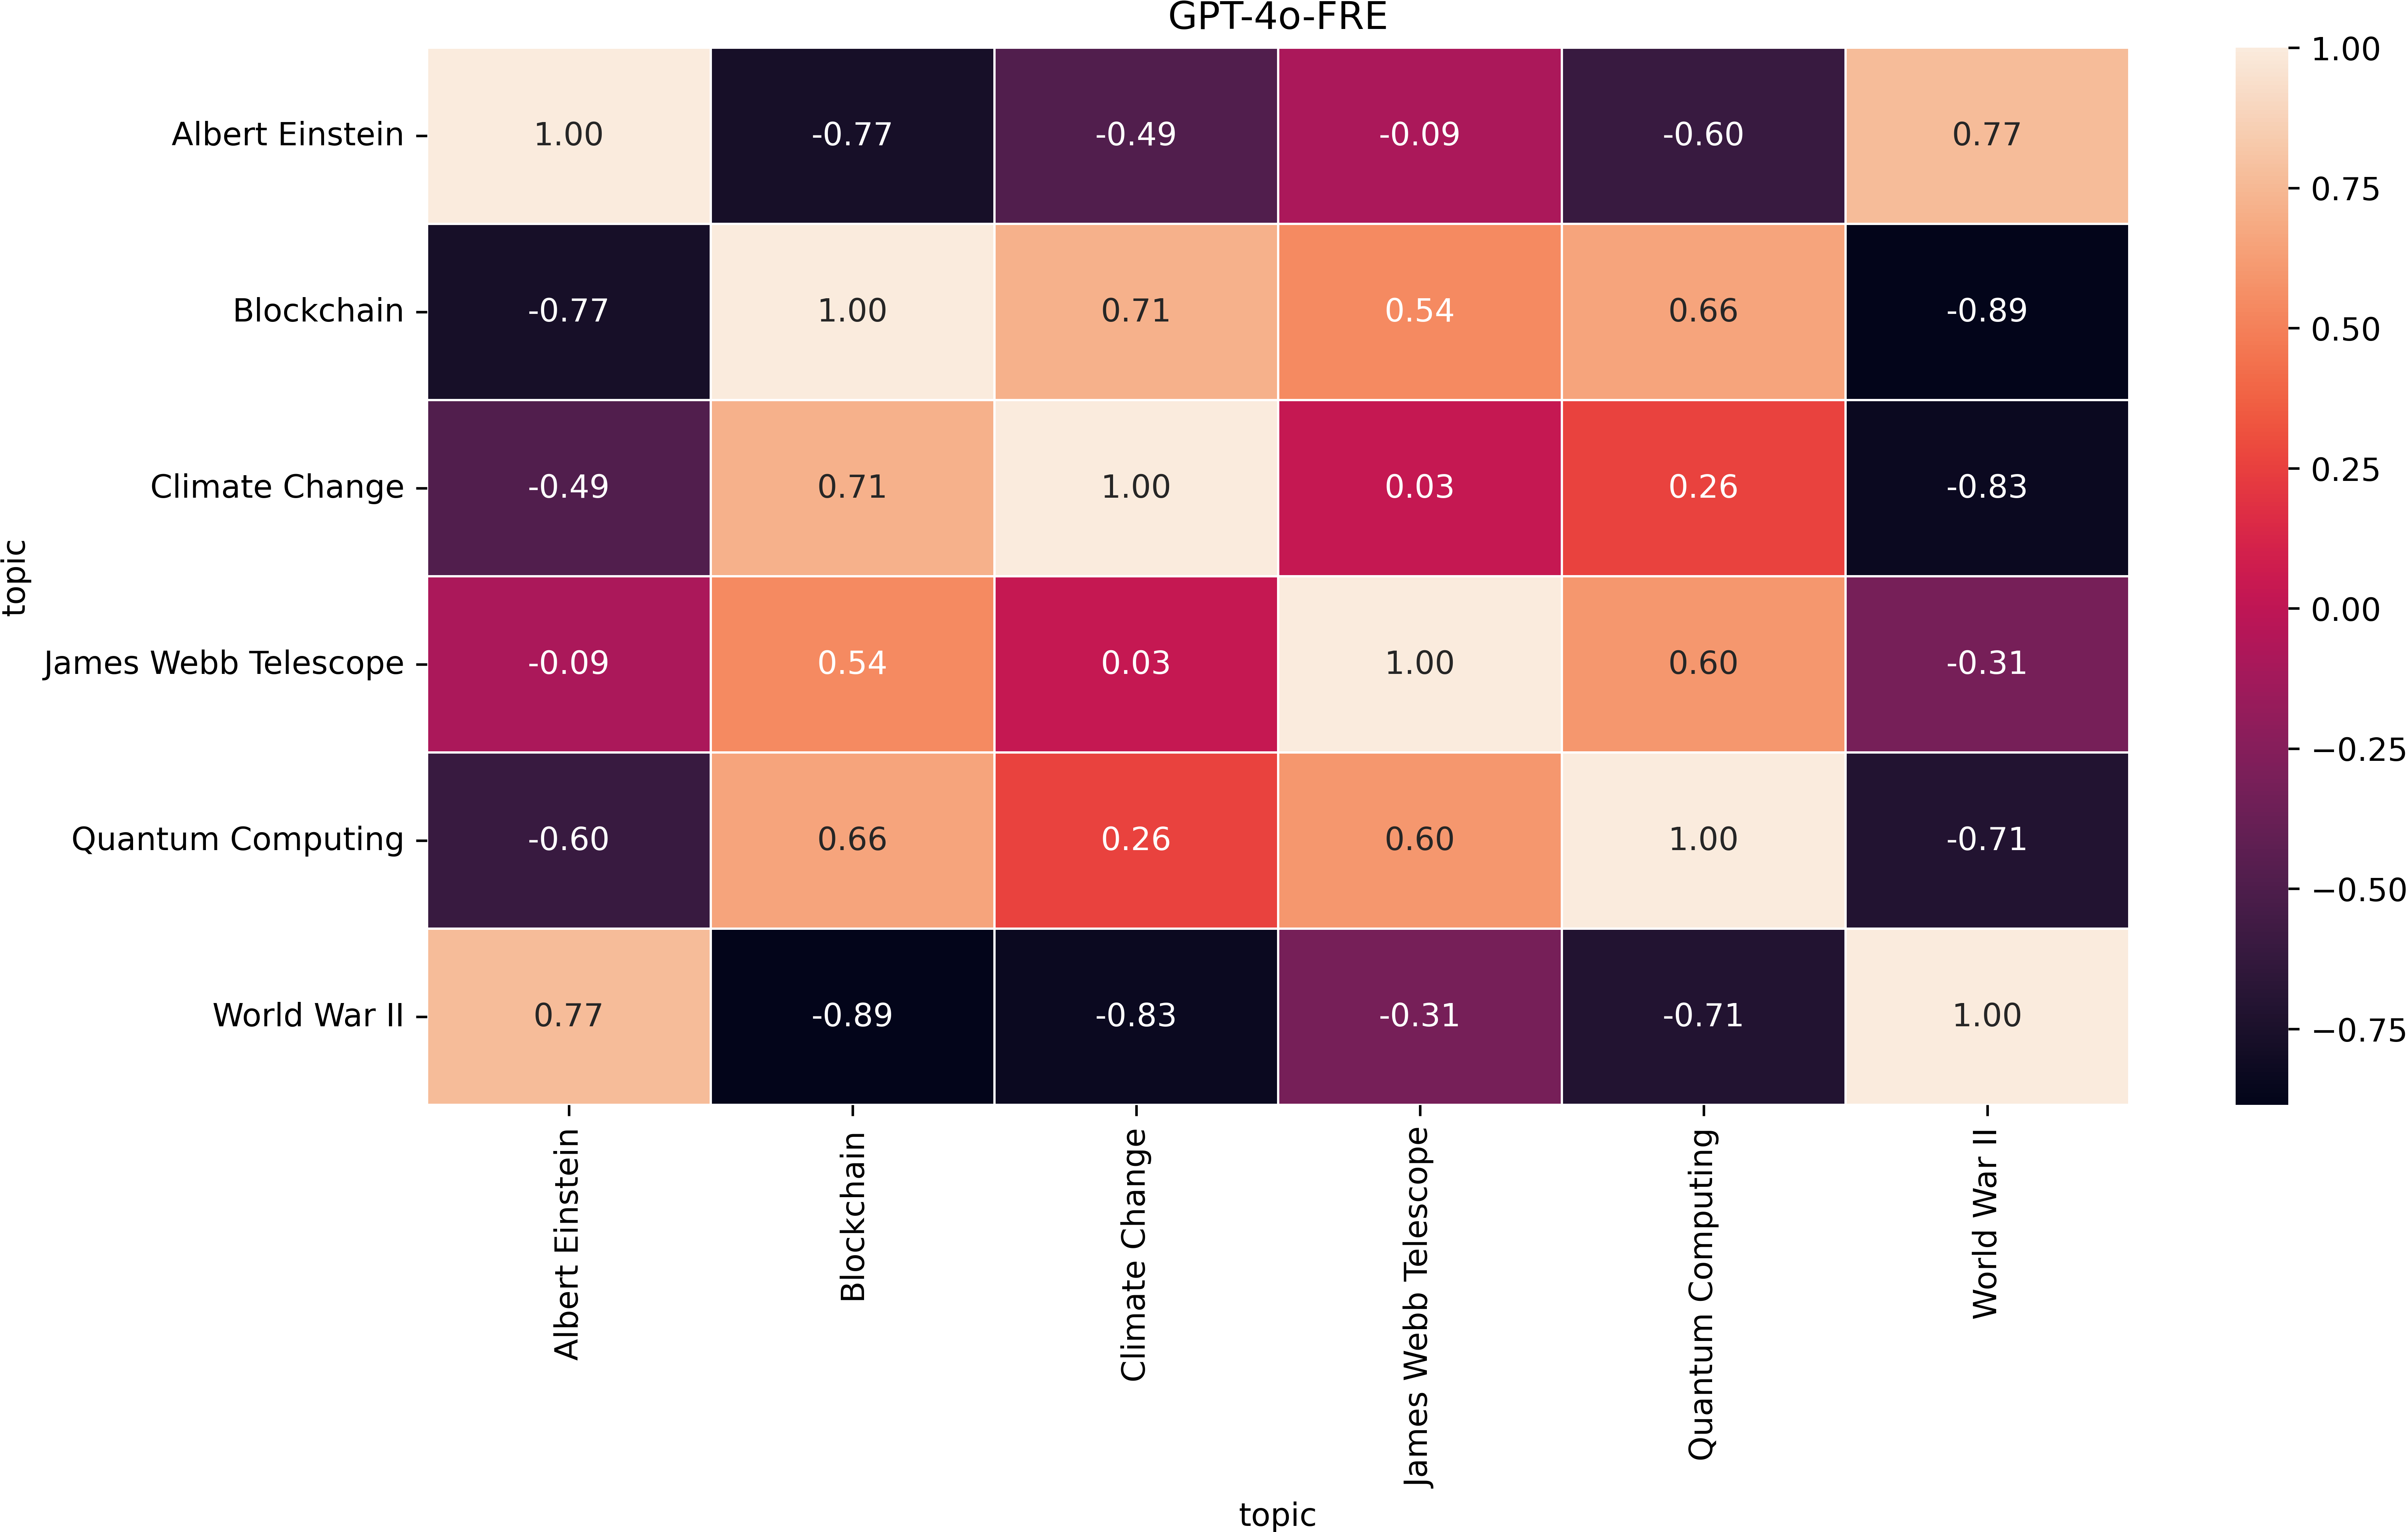 GPT-4o-FRE
Albert Einstein 1.00 -0.77 -0.49 -0.09 -0.60 0.77
Blockchain -0.77 1.00 0.71 0.54 0.66 -0.89
Climate Change -0.49 0.71 1.00 0.03 0.26 -0.83
James Webb Telescope -0.09 0.54 0.03 1.00 0.60 -0.31
Quantum Computing -0.60 0.66 0.26 0.60 1.00 -0.71
World War II 0.77 -0.89 -0.83 -0.31 -0.71 1.00
topic
Albert Einstein
Blockchain
Climate Change
James Webb Telescope
Quantum Computing
World War II
topic
1.00
0.75
0.50
0.25
0.00
−0.25
−0.50
−0.75